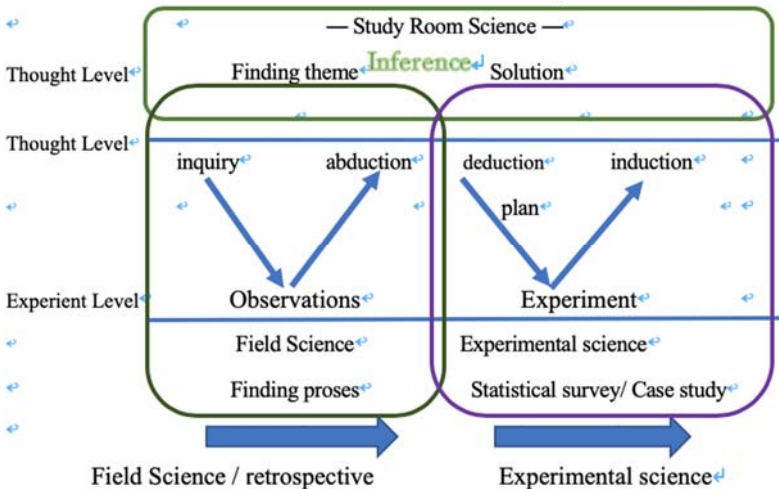 — Study Room Science —
Inference
Thought Level Finding theme Solution
Thought Level
inquiry abduction deduction induction
plan
Experient Level Observations Experiment
Field Science Experimental science
Finding proses Statistical survey/ Case study
Field Science / retrospective Experimental science